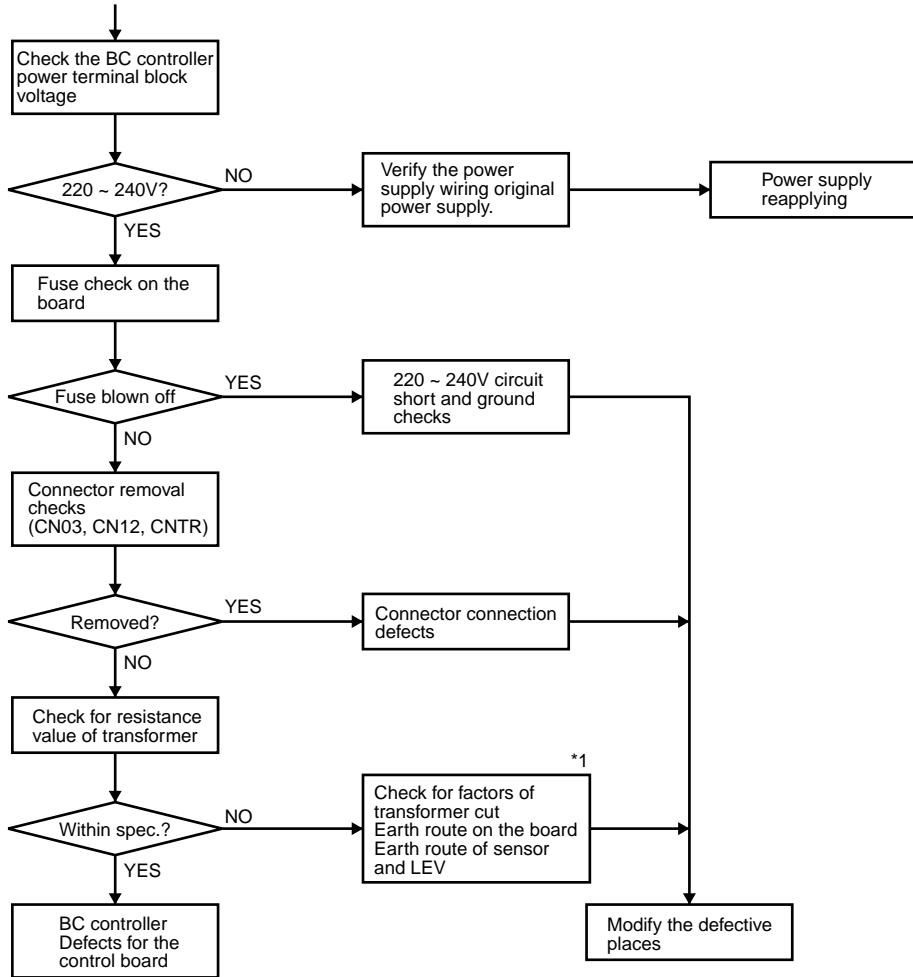 Check the BC controller
power terminal block
voltage
220 ~ 240V?
NO
Verify the power
supply wiring original
power supply.
Power supply
reapplying
YES
Fuse check on the
board
Fuse blown off
YES
220 ~ 240V circuit
short and ground
checks
NO
Connector removal
checks
(CN03, CN12, CNTR)
Removed?
YES
Connector connection
defects
NO
Check for resistance
value of transformer
*1
Within spec.?
NO
Check for factors of
transformer cut
Earth route on the board
Earth route of sensor
and LEV
YES
BC controller
Defects for the
control board
Modify the defective
places